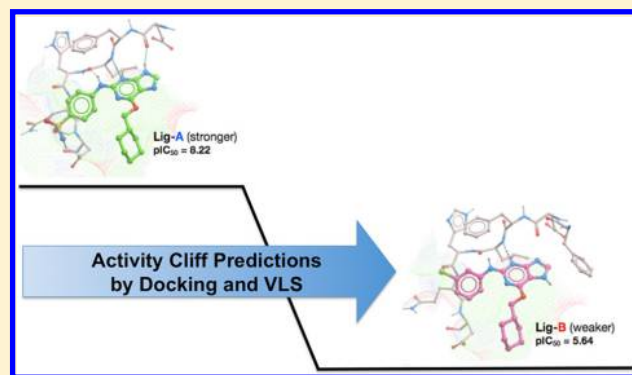 Lig-A (stronger)
pIC50 = 8.22
Activity Cliff Predictions
by Docking and VLS
Lig-B (weaker)
pIC50 = 5.64